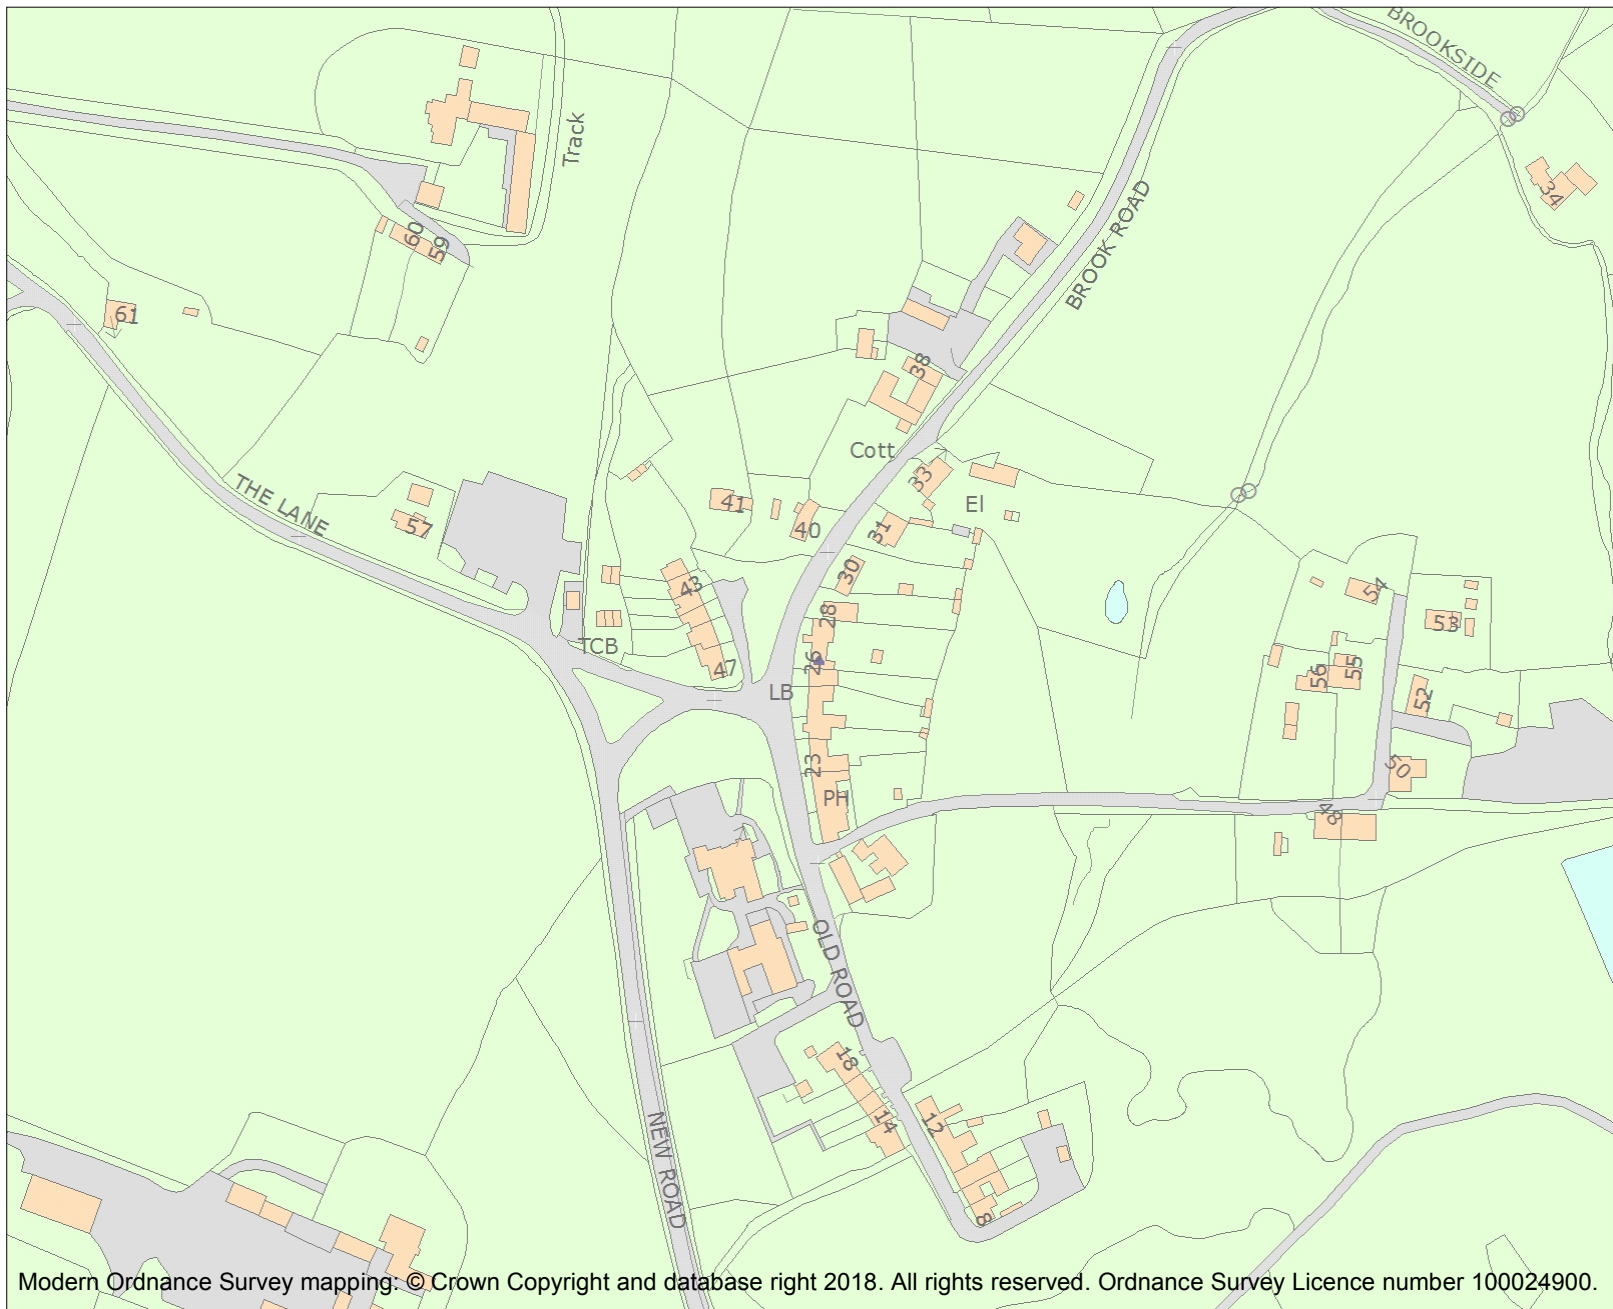 BROOKSIDE
Track
34
BROOK ROAD
60
59
61
38
Cott
THE LANE
33
41
El
57
40
31
30
43
54
28
53
TCB
26
47
56
55
LB
52
23
50
PH
48
OLD ROAD
18
14
12
NEW ROAD
8
Modern Ordnance Survey mapping: © Crown Copyright and database right 2018. All rights reserved. Ordnance Survey Licence number 100024900.